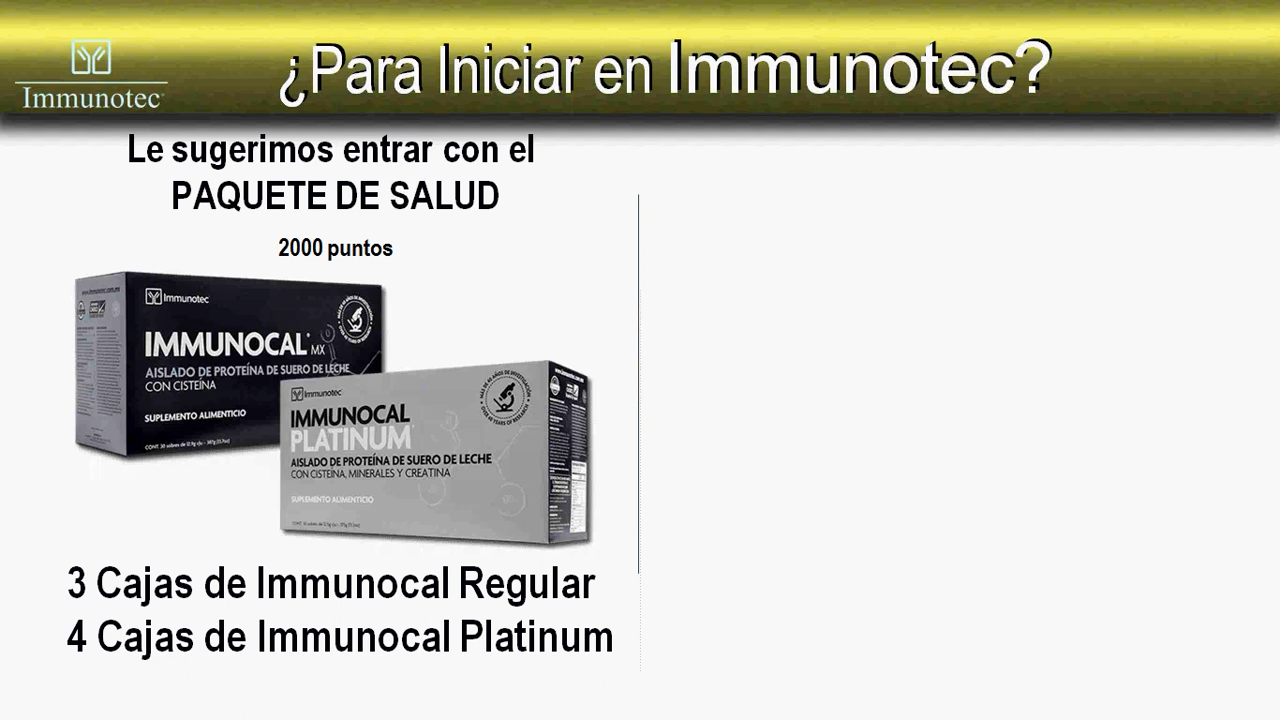 Immunotec
¿Para Iniciar en Immunotec?
Le sugerimos entrar con el
PAQUETE DE SALUD
2000 puntos
Immunotec
IMMUNOCAL MX
AISLADO DE PROTEÍNA DE SUERO DE LECHE
CON CISTEÍNA
SUPLEMENTO ALIMENTICIO
Immunotec
IMMUNOCAL
PLATINUM
AISLADO DE PROTEÍNA DE SUERO DE LECHE
CON CISTEÍNA, MINERALES Y CREATINA
SUPLEMENTO ALIMENTICIO
3 Cajas de Immunocal Regular
4 Cajas de Immunocal Platinum